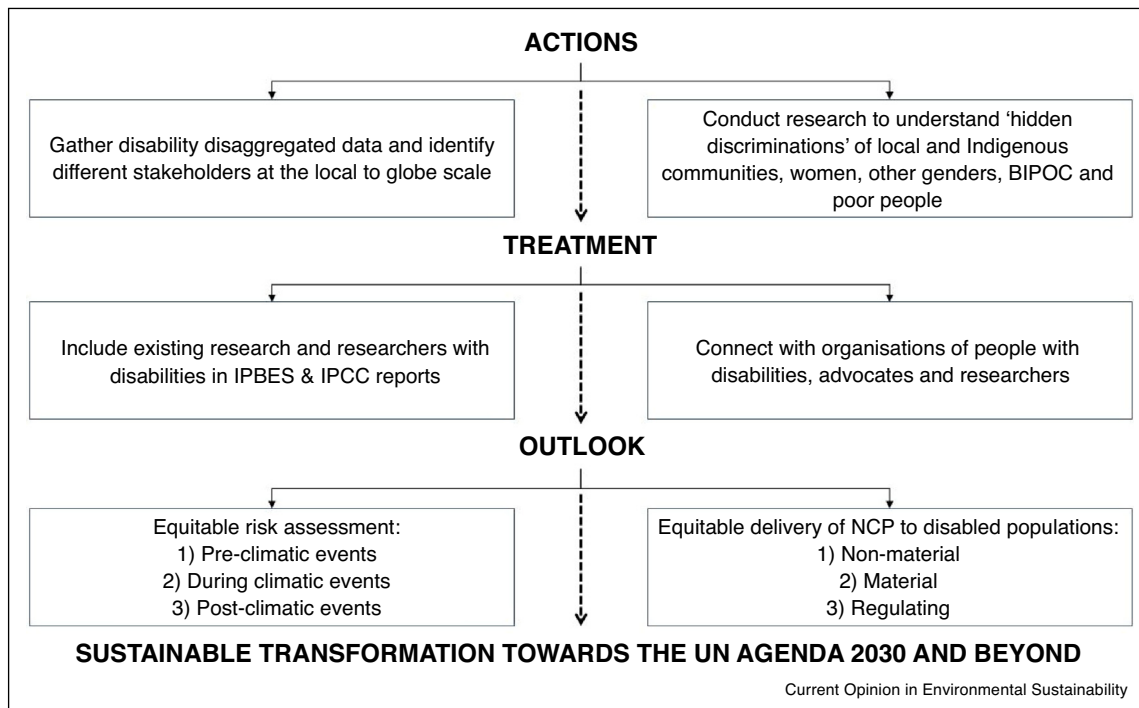 ACTIONS
Gather disability disaggregated data and identify
different stakeholders at the local to globe scale
Conduct research to understand ‘hidden
discriminations’ of local and Indigenous
communities, women, other genders, BIPOC and
poor people
TREATMENT
Include existing research and researchers with
disabilities in IPBES & IPCC reports
Connect with organisations of people with
disabilities, advocates and researchers
OUTLOOK
Equitable risk assessment:
1) Pre-climatic events
2) During climatic events
3) Post-climatic events
Equitable delivery of NCP to disabled populations:
1) Non-material
2) Material
3) Regulating
SUSTAINABLE TRANSFORMATION TOWARDS THE UN AGENDA 2030 AND BEYOND
Current Opinion in Environmental Sustainability